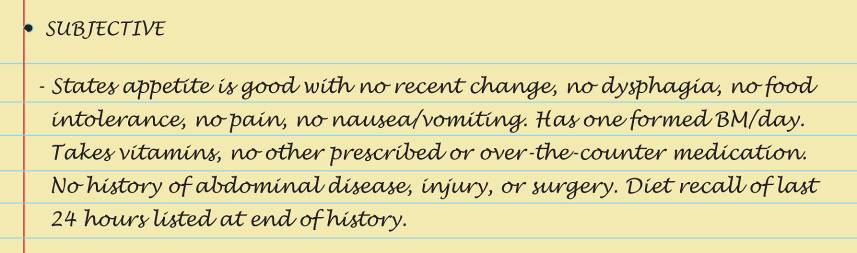 • SUBJECTIVE
- States appetite is good with no recent change, no dysphagia, no food
intolerance, no pain, no nausea/vomiting. Has one formed BM/day.
Takes vitamins, no other prescribed or over-the-counter medication.
No history of abdominal disease, injury, or surgery. Diet recall of last
24 hours listed at end of history.